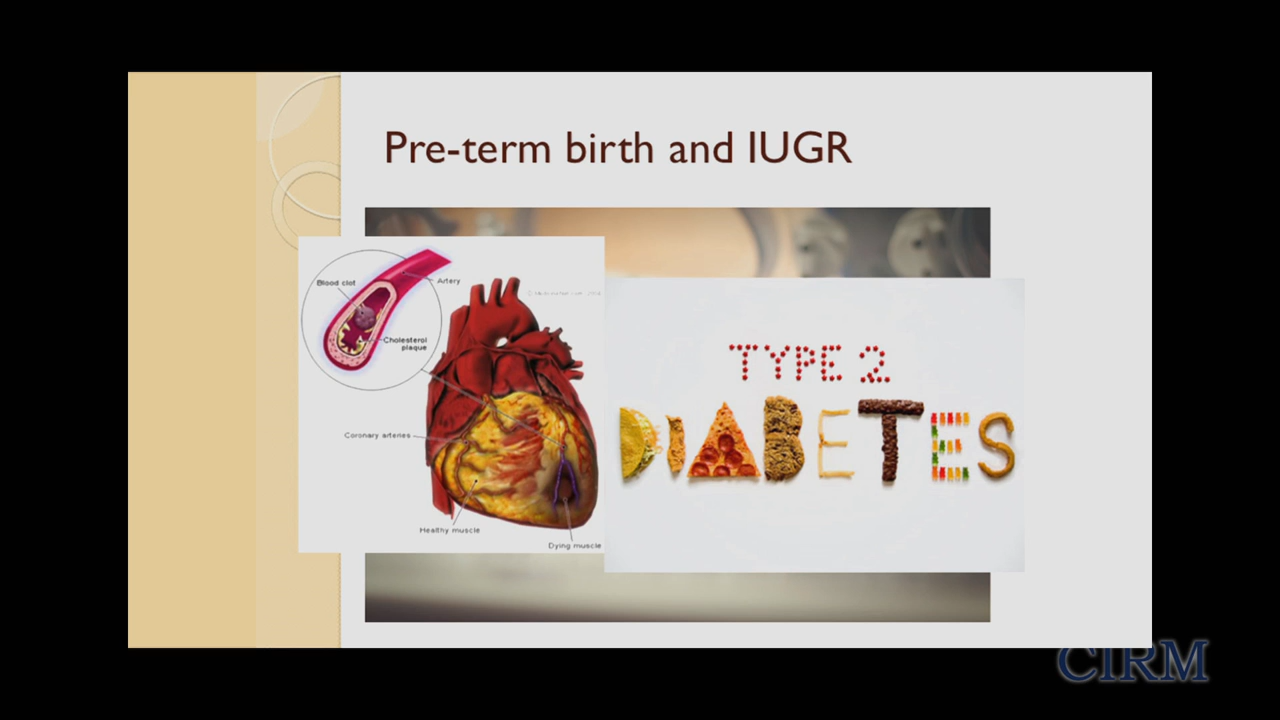 Pre-term birth and IUGR
Blood clot
Artery
Cholesterol
plaque
Coronary arteries
Healthy muscle
Dying muscle
TYPE 2
DIABETES
CIRM